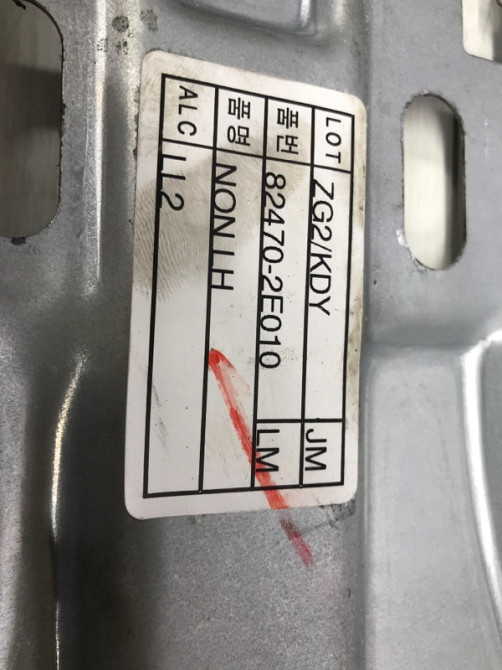 LOT ZG2/KDY JM
품번 82470-2E010 LM
품명 NON LH
ALC LL2